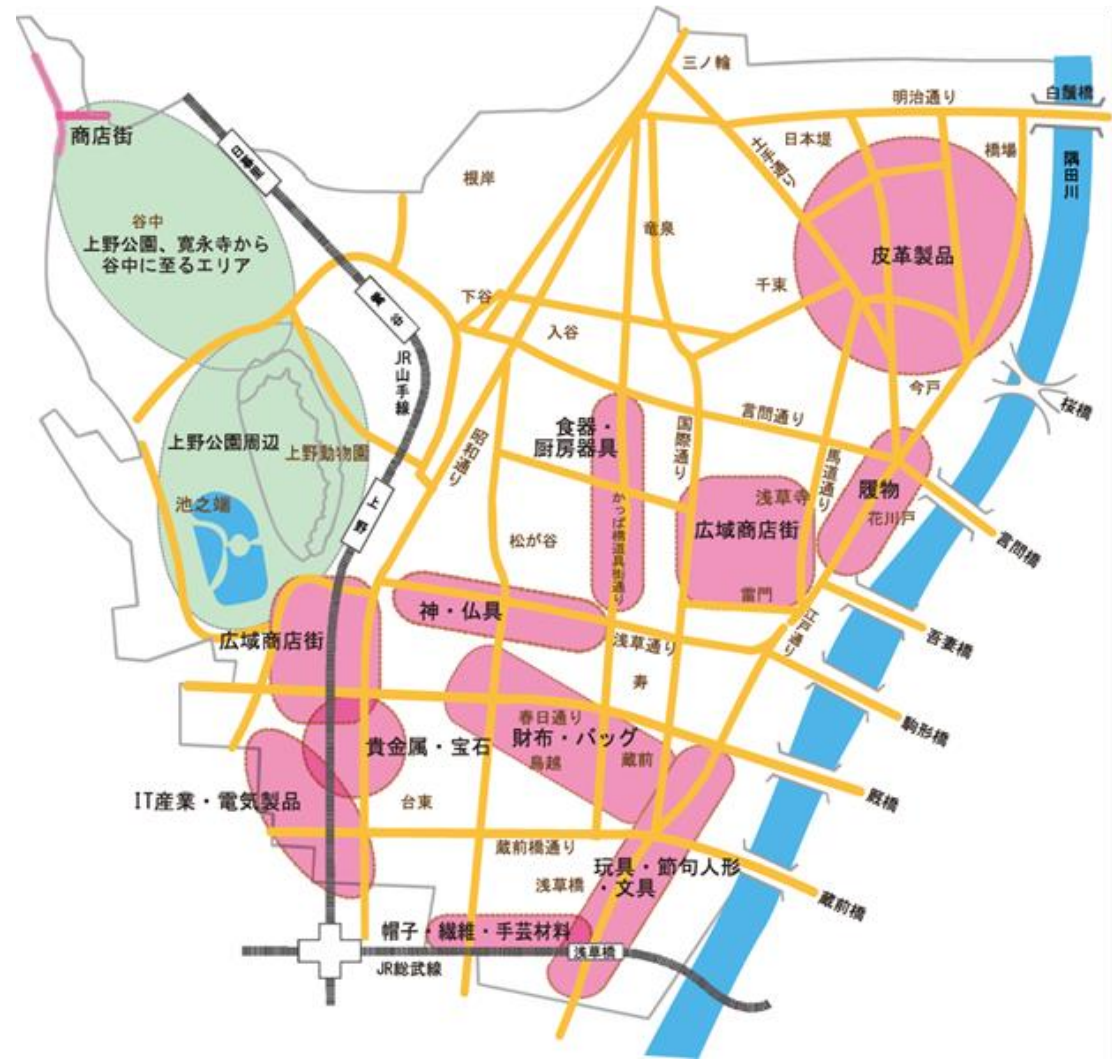 三ノ輪
明治通り
白鬚橋
商店街
日本堤
橋場
土手通り
隅田川
日暮里
根岸
谷中
上野公園、寛永寺から
谷中に至るエリア
竜泉
皮革製品
千束
鶯谷
下谷
入谷
JR山手線
今戸
桜橋
言問通り
食器・
厨房器具
国際通り
昭和通り
馬道通り
上野公園周辺
上野動物園
池之端
上野
かっぱ橋道具街通り
浅草寺
広域商店街
履物
花川戸
言問橋
松が谷
雷門
神・仏具
江戸通り
吾妻橋
広域商店街
浅草通り
寿
駒形橋
春日通り
財布・バッグ
貴金属・宝石
鳥越
蔵前
厩橋
IT産業・電気製品
台東
蔵前橋通り
玩具・節句人形
・文具
浅草橋
蔵前橋
帽子・繊維・手芸材料
浅草橋
JR総武線